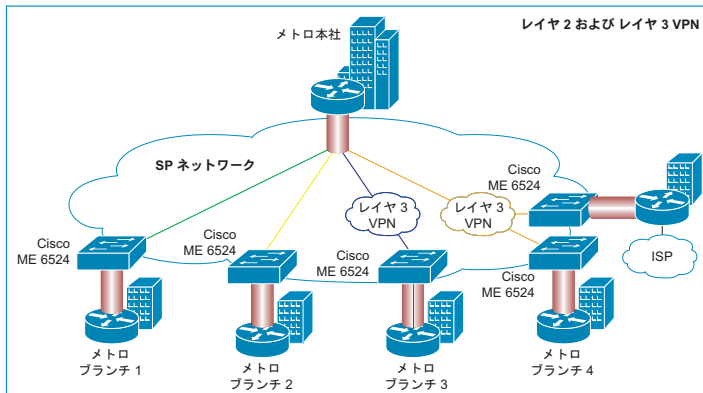 レイヤ 2 および レイヤ 3 VPN
メトロ本社
SP ネットワーク
Cisco
ME 6524
レイヤ 3
VPN
レイヤ 3
VPN
Cisco
ME 6524
Cisco
ME 6524
Cisco
ME 6524
Cisco
ME 6524
ISP
メトロ
ブランチ 1
メトロ
ブランチ 2
メトロ
ブランチ 3
メトロ
ブランチ 4